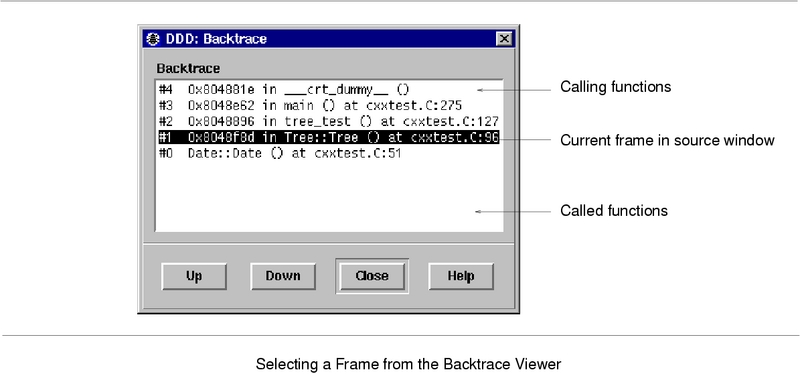 DDD: Backtrace
Backtrace
#4 0x804881e in ___crt_dummy__ ()
Calling functions
#3 0x8048e62 in main () at cxxtest.C:275
#2 0x8048896 in tree_test () at cxxtest.C:127
#1 0x8048f8d in Tree::Tree () at cxxtest.C:96
Current frame in source window
#0 Date::Date () at cxxtest.C:51
Called functions
Up Down Close Help
Selecting a Frame from the Backtrace Viewer